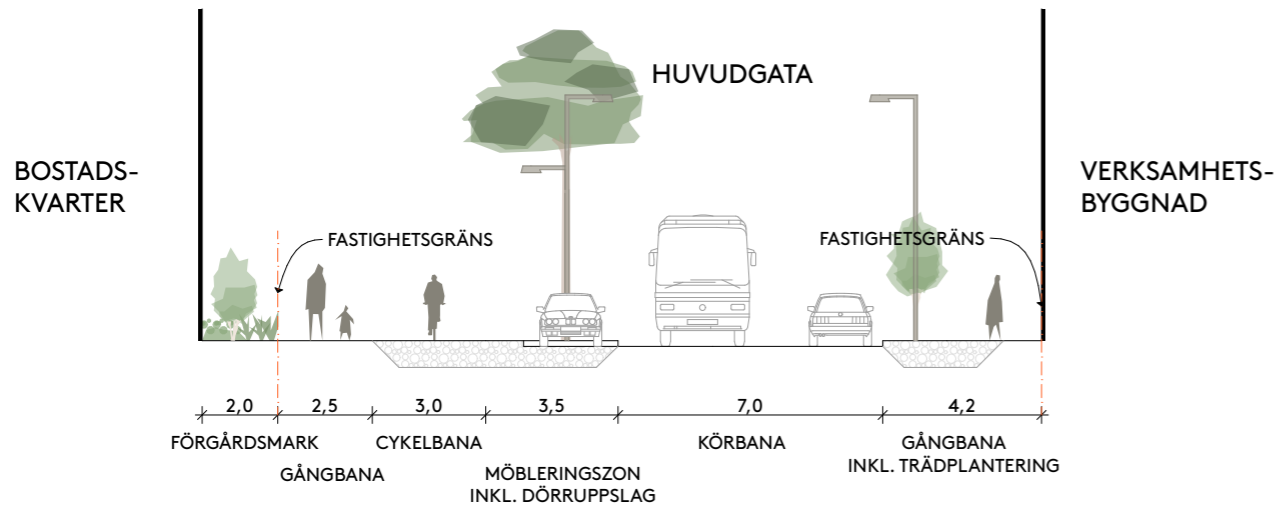 HUVUDGATA
BOSTADS-
KVARTER
VERKSAMHETS-
BYGGNAD
FASTIGHETSGRÄNS
FASTIGHETSGRÄNS
2,0
2,5
3,0
3,5
7,0
4,2
FÖRGÅRDSMARK
GÅNGBANA
CYKELBANA
MÖBLERINGSZON
INKL. DÖRRUPPSLAG
KÖRBANA
GÅNGBANA
INKL. TRÄDPLANTERING